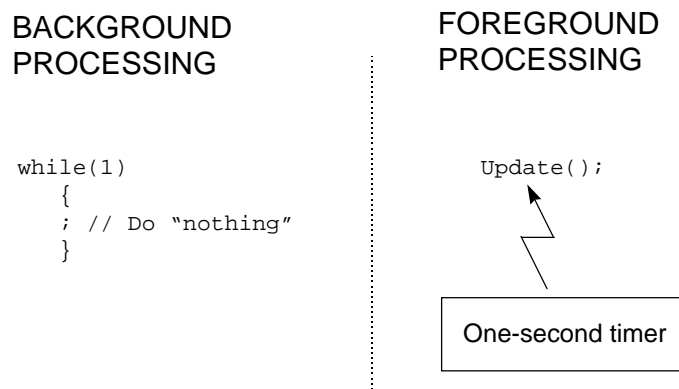 BACKGROUND
PROCESSING
while(1)
{
; // Do “nothing”
}
FOREGROUND
PROCESSING
Update();
One-second timer